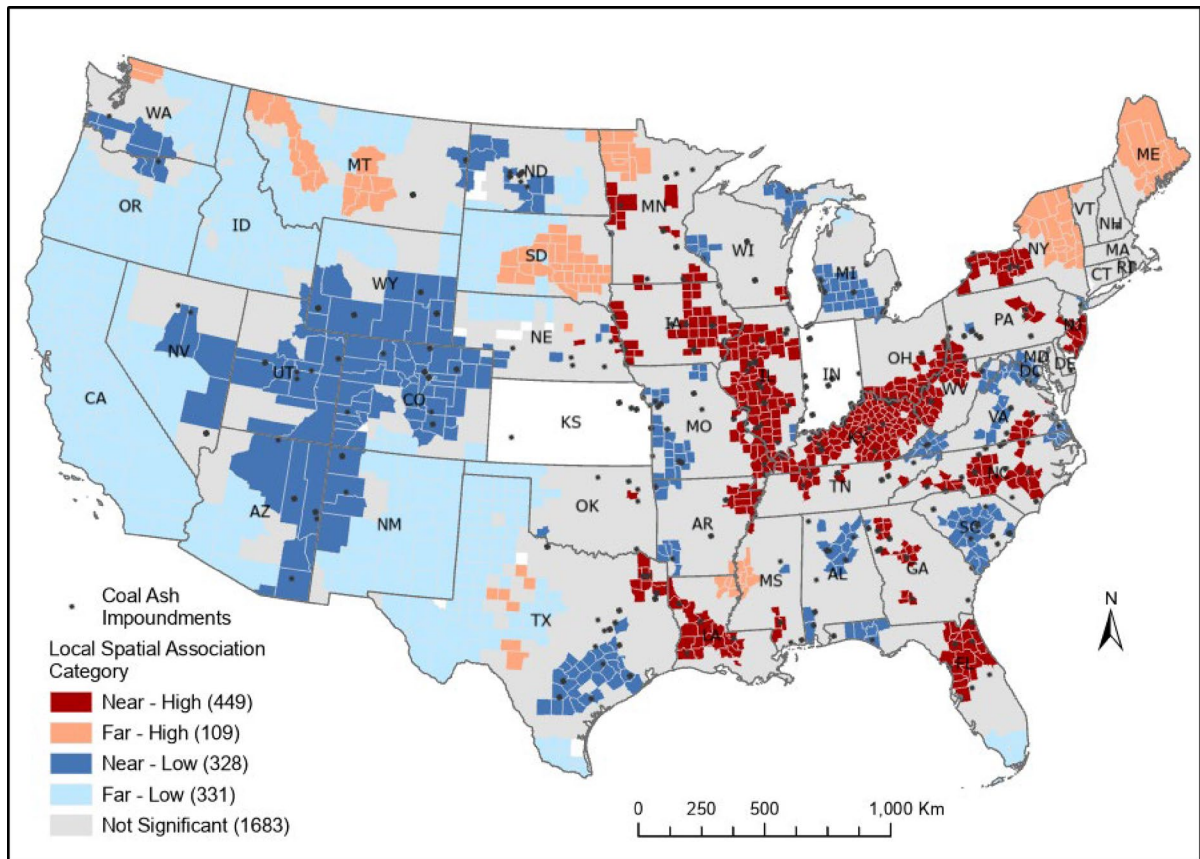 WA
MT
ND
MN
ME
OR
ID
SD
WI
VT
NH
NY
MA
CT RI
WY
MI
IA
NE
PA
NJ
NV
UT
CO
IL
IN
OH
MD
DC
DE
WV
CA
KS
MO
KY
VA
AZ
NM
OK
AR
TN
NC
SC
TX
LA
MS
AL
GA
FL
N
Coal Ash
Impoundments
Local Spatial Association
Category
Near - High (449)
Far - High (109)
Near - Low (328)
Far - Low (331)
Not Significant (1683)
0 250 500 1,000 Km